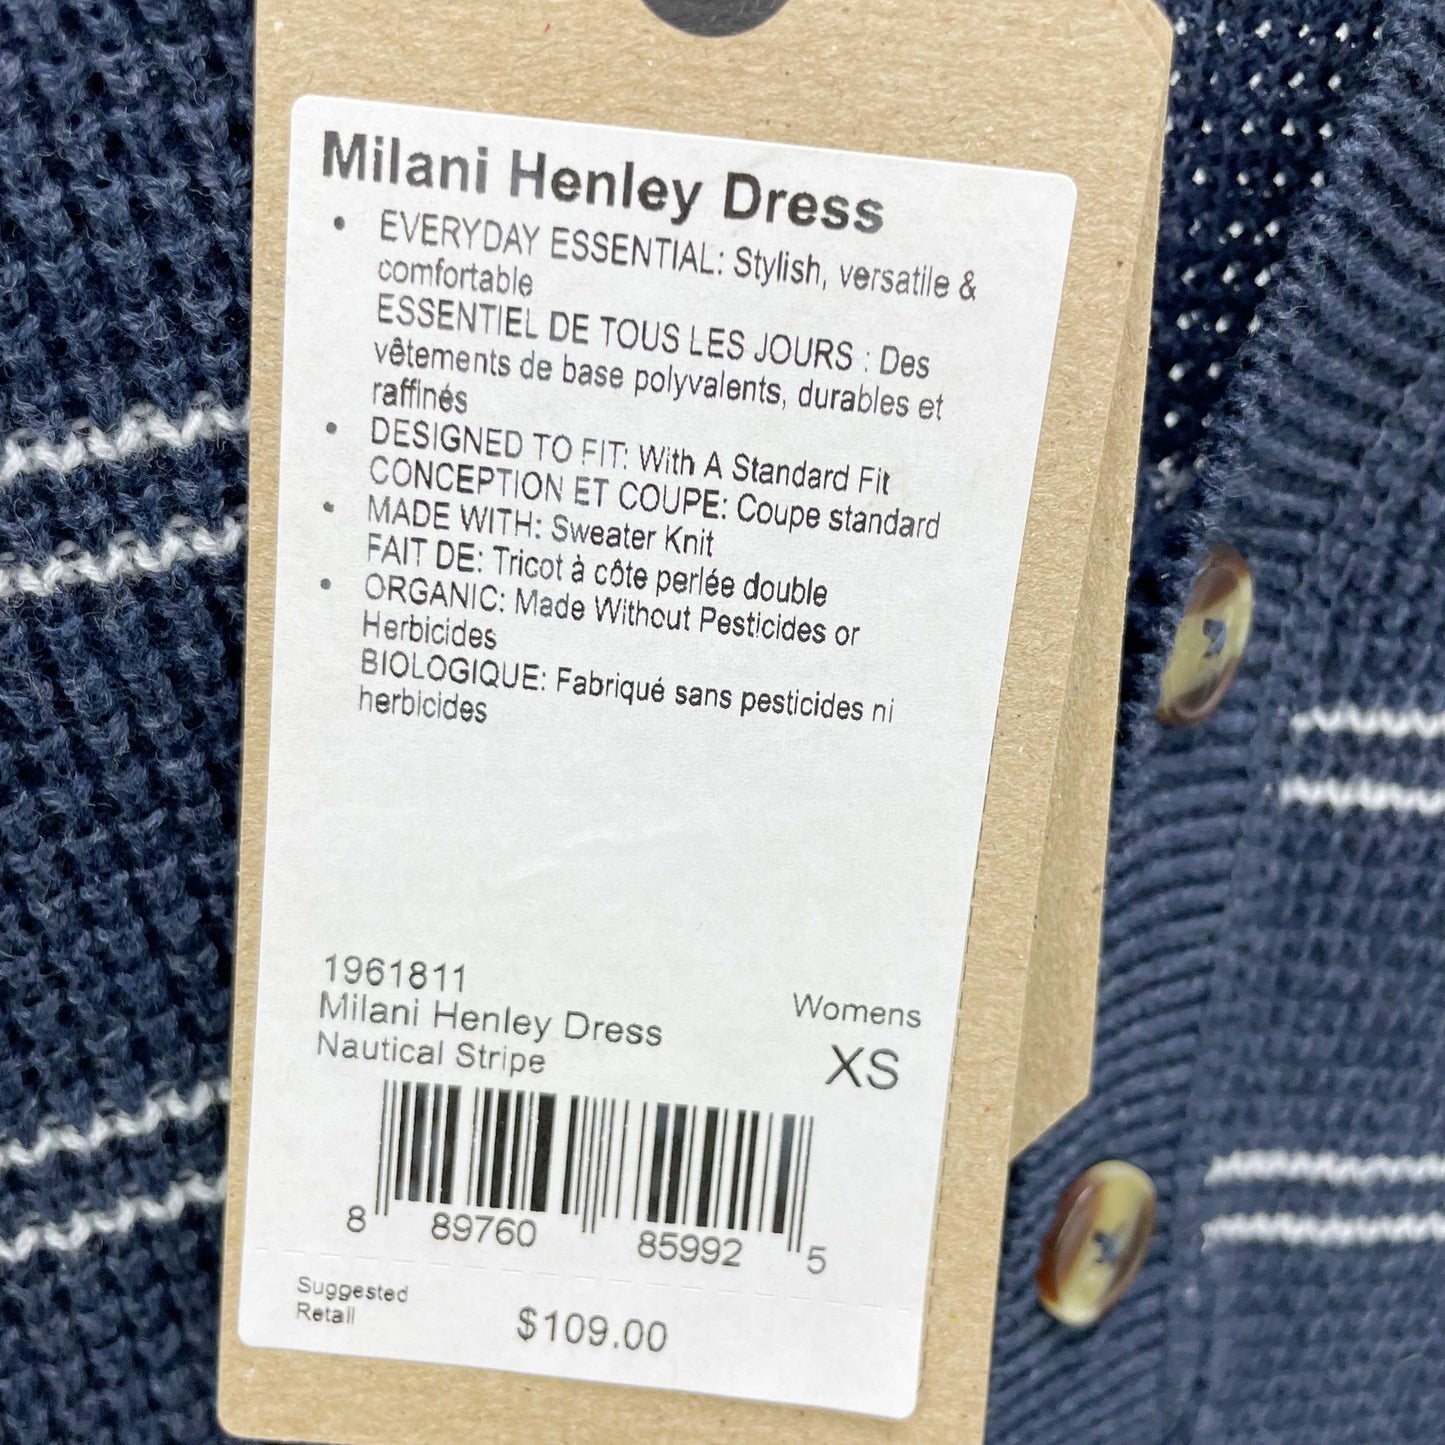 Milani Henley Dress
• EVERYDAY ESSENTIAL: Stylish, versatile &
comfortable
ESSENTIEL DE TOUS LES JOURS : Des
vêtements de base polyvalents, durables et
raffinés
• DESIGNED TO FIT: With A Standard Fit
CONCEPTION ET COUPE: Coupe standard
• MADE WITH: Sweater Knit
FAIT DE: Tricot à côte perlée double
• ORGANIC: Made Without Pesticides or
Herbicides
BIOLOGIQUE: Fabriqué sans pesticides ni
herbicides
1961811
Milani Henley Dress
Nautical Stripe
Womens
XS
8 89760 85992 5
Suggested
Retail
$109.00